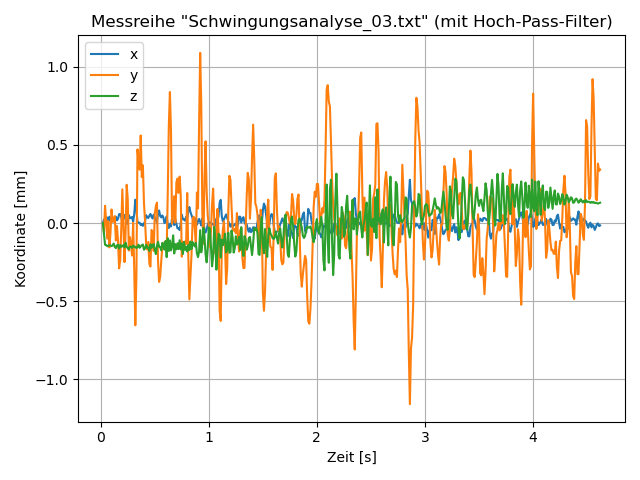 Messreihe "Schwingungsanalyse_03.txt" (mit Hoch-Pass-Filter)
x
y
z
1.0
0.5
0.0
−0.5
−1.0
Koordinate [mm]
0 1 2 3 4
Zeit [s]